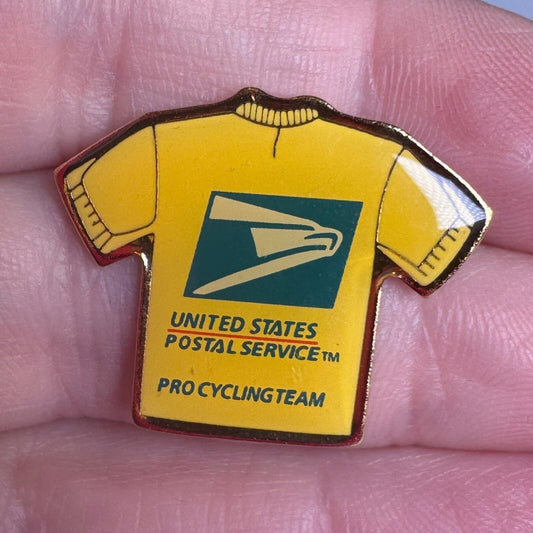 UNITED STATES
POSTAL SERVICE™
PRO CYCLING TEAM